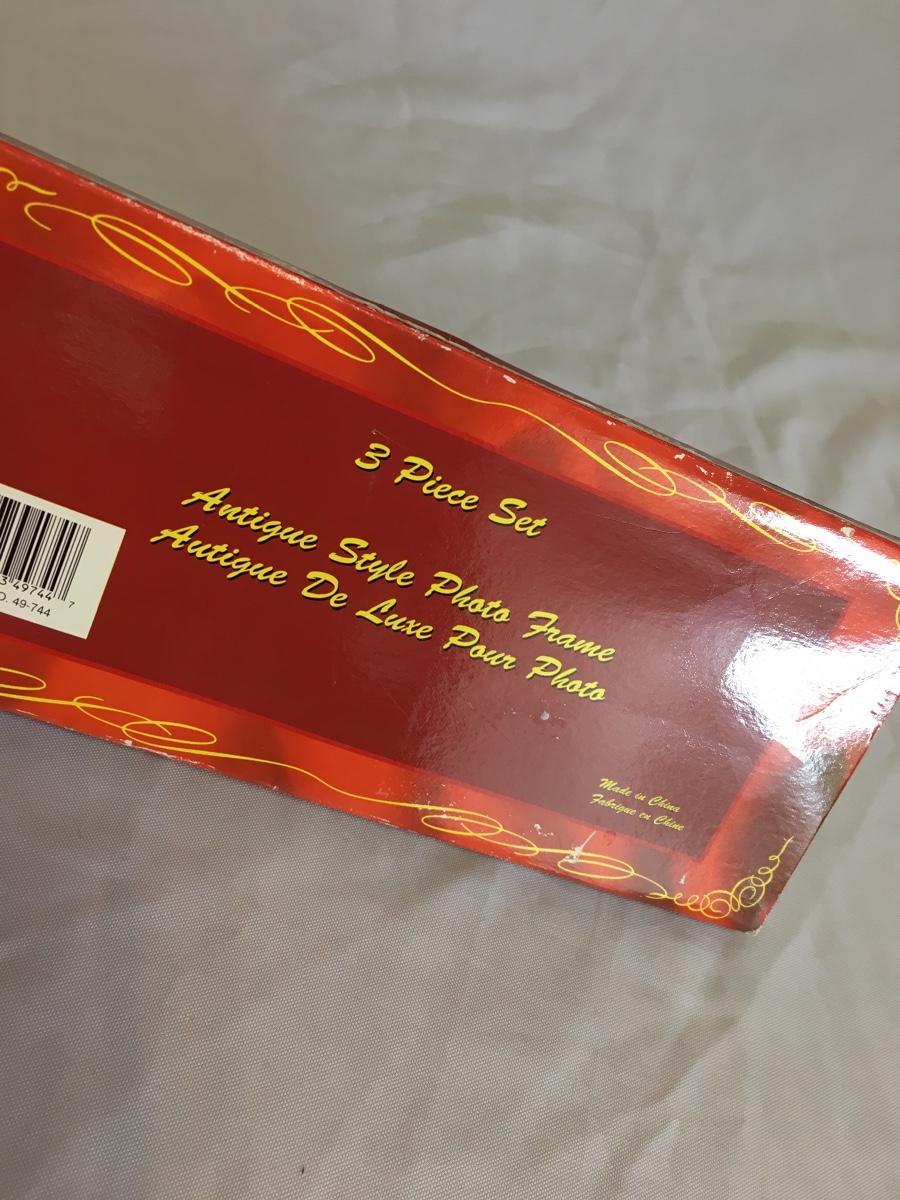 3 Piece Set
Antique Style Photo Frame
Autique De Luxe Pour Photo
3 49744 7
O. 49-744
Made in China
Fabrique en Chine